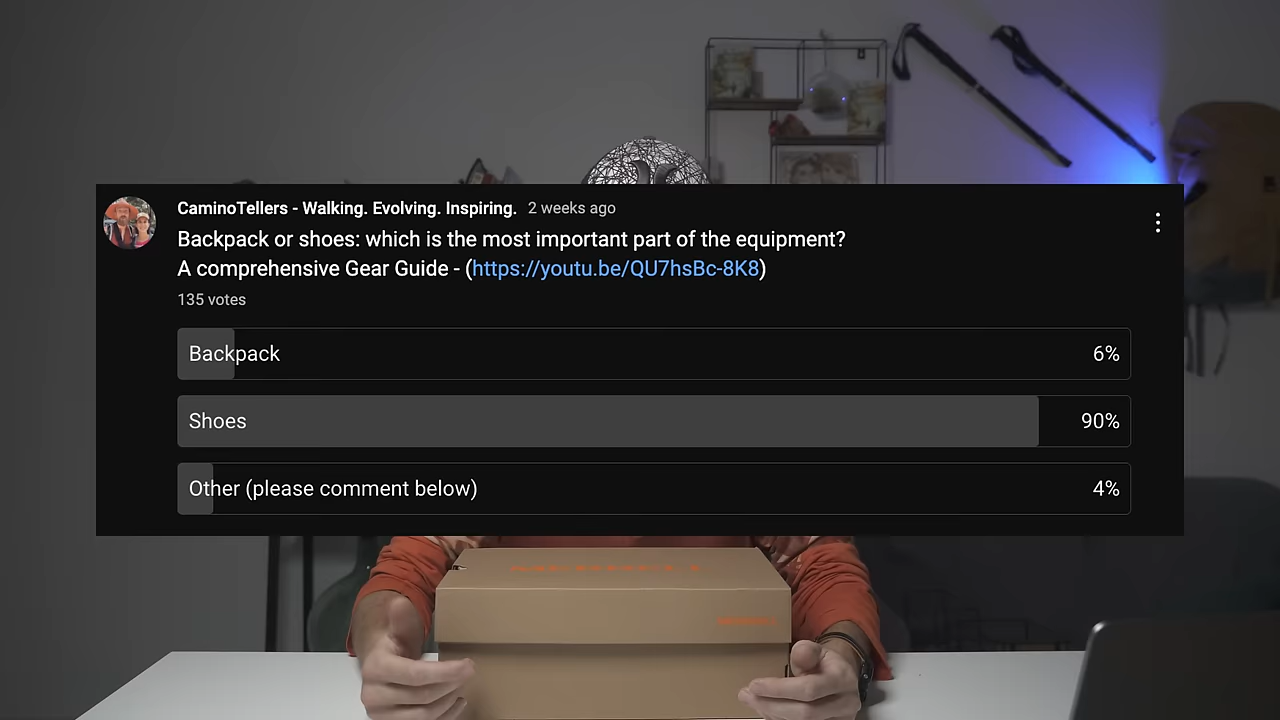 CaminoTellers - Walking. Evolving. Inspiring. 2 weeks ago
Backpack or shoes: which is the most important part of the equipment?
A comprehensive Gear Guide - (https://youtu.be/QU7hsBc-8K8)
135 votes
Backpack 6%
Shoes 90%
Other (please comment below) 4%